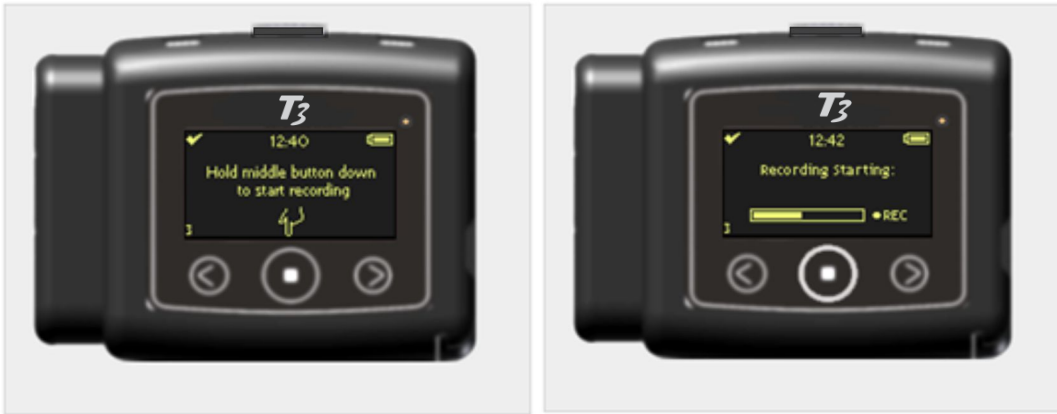 T3
12:40
Hold middle button down
to start recording
3
T3
12:42
Recording Starting:
REC
3